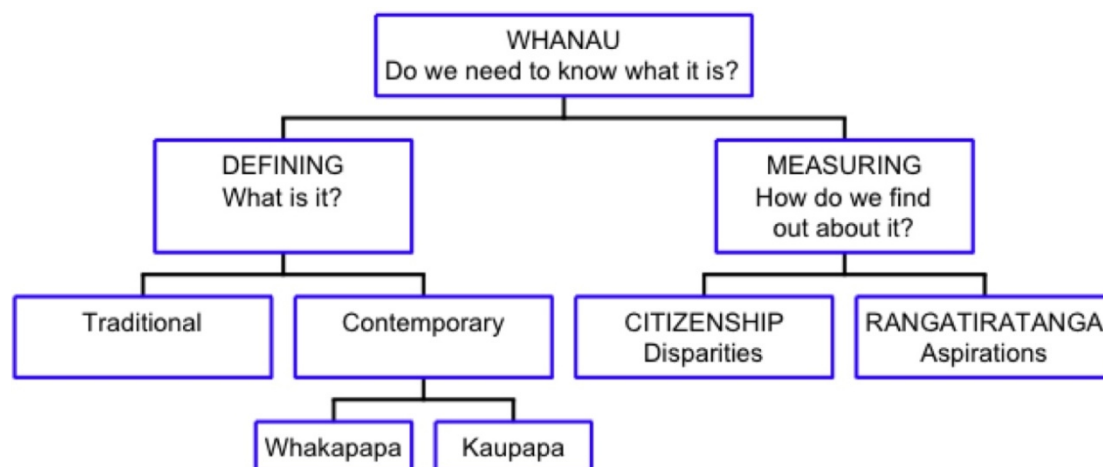 WHANAU
Do we need to know what it is?
DEFINING
What is it?
MEASURING
How do we find
out about it?
Traditional
Contemporary
CITIZENSHIP
Disparities
RANGATIRATANGA
Aspirations
Whakapapa
Kaupapa